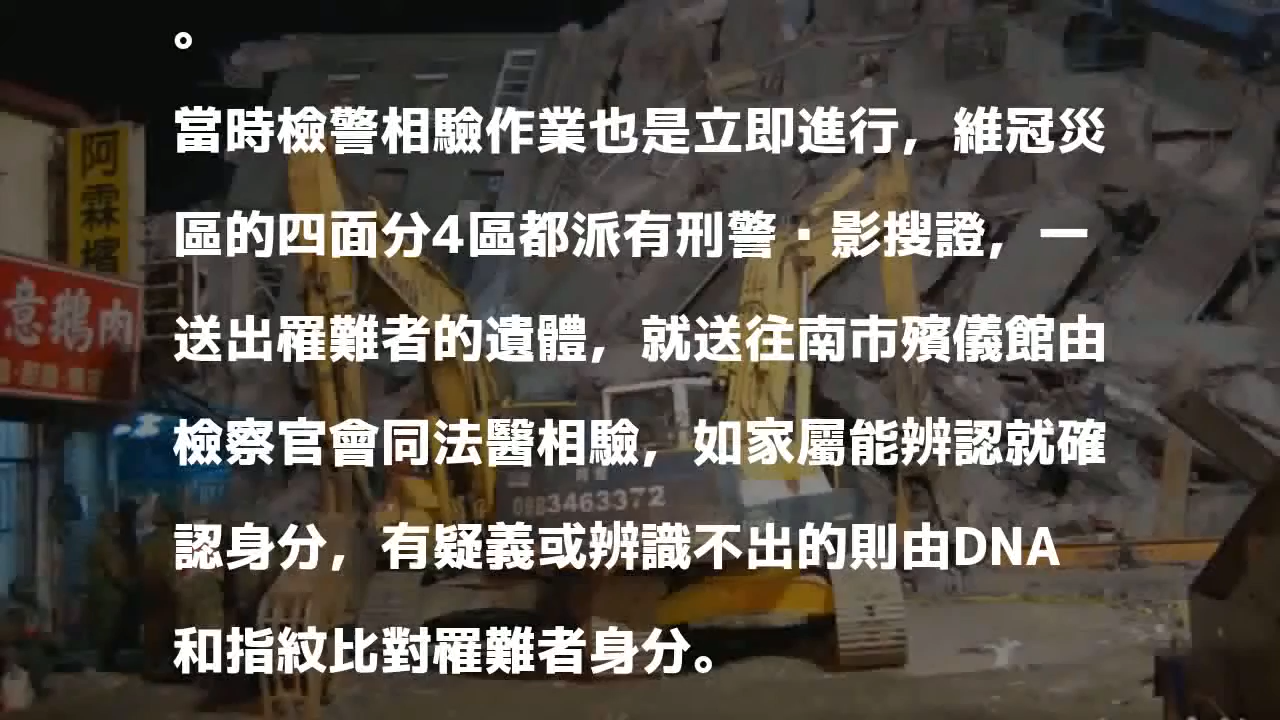 。
當時檢警相驗作業也是立即進行，維冠災
區的四面分4區都派有刑警·影搜證，一
送出罹難者的遺體，就送往南市殯儀館由
檢察官會同法醫相驗，如家屬能辨認就確
認身分，有疑義或辨識不出的則由DNA
和指紋比對罹難者身分。
阿霖檳
意鵝肉
0883463372